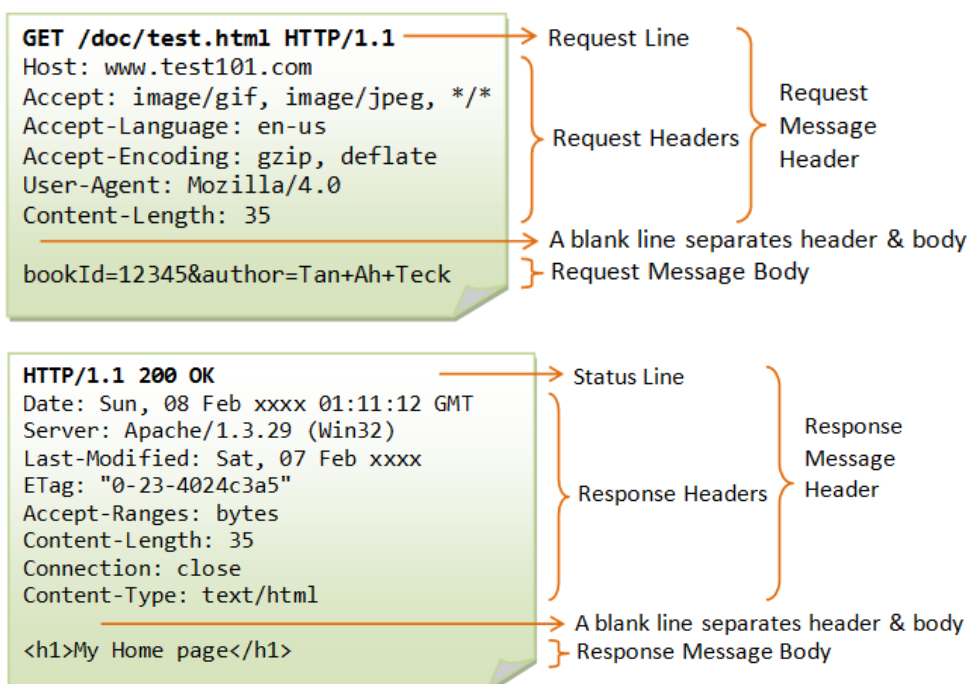 GET /doc/test.html HTTP/1.1
Host: www.test101.com
Accept: image/gif, image/jpeg, */*
Accept-Language: en-us
Accept-Encoding: gzip, deflate
User-Agent: Mozilla/4.0
Content-Length: 35
bookId=12345&author=Tan+Ah+Teck
Request Line
Request Headers
Request
Message
Header
A blank line separates header & body
Request Message Body
HTTP/1.1 200 OK
Date: Sun, 08 Feb xxxx 01:11:12 GMT
Server: Apache/1.3.29 (Win32)
Last-Modified: Sat, 07 Feb xxxx
ETag: "0-23-4024c3a5"
Accept-Ranges: bytes
Content-Length: 35
Connection: close
Content-Type: text/html
<h1>My Home page</h1>
Status Line
Response Headers
Response
Message
Header
A blank line separates header & body
Response Message Body